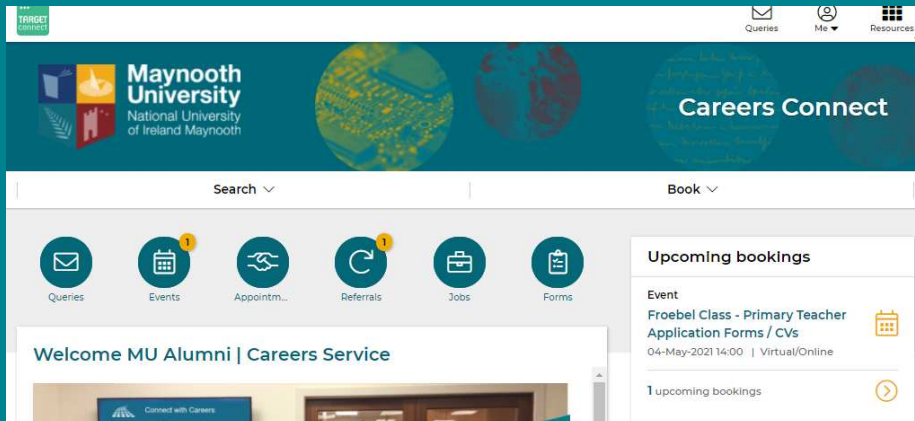 TARGET
connect
Queries
Me
Resources
Maynooth
University
National University
of Ireland Maynooth
Careers Connect
Search
Book
1
1
Queries
Events
Appointm...
Referrals
Jobs
Forms
Welcome MU Alumni | Careers Service
Connect with Careers
Upcoming bookings
Event
Froebel Class - Primary Teacher
Application Forms / CVs
04-May-2021 14:00 | Virtual/Online
1 upcoming bookings